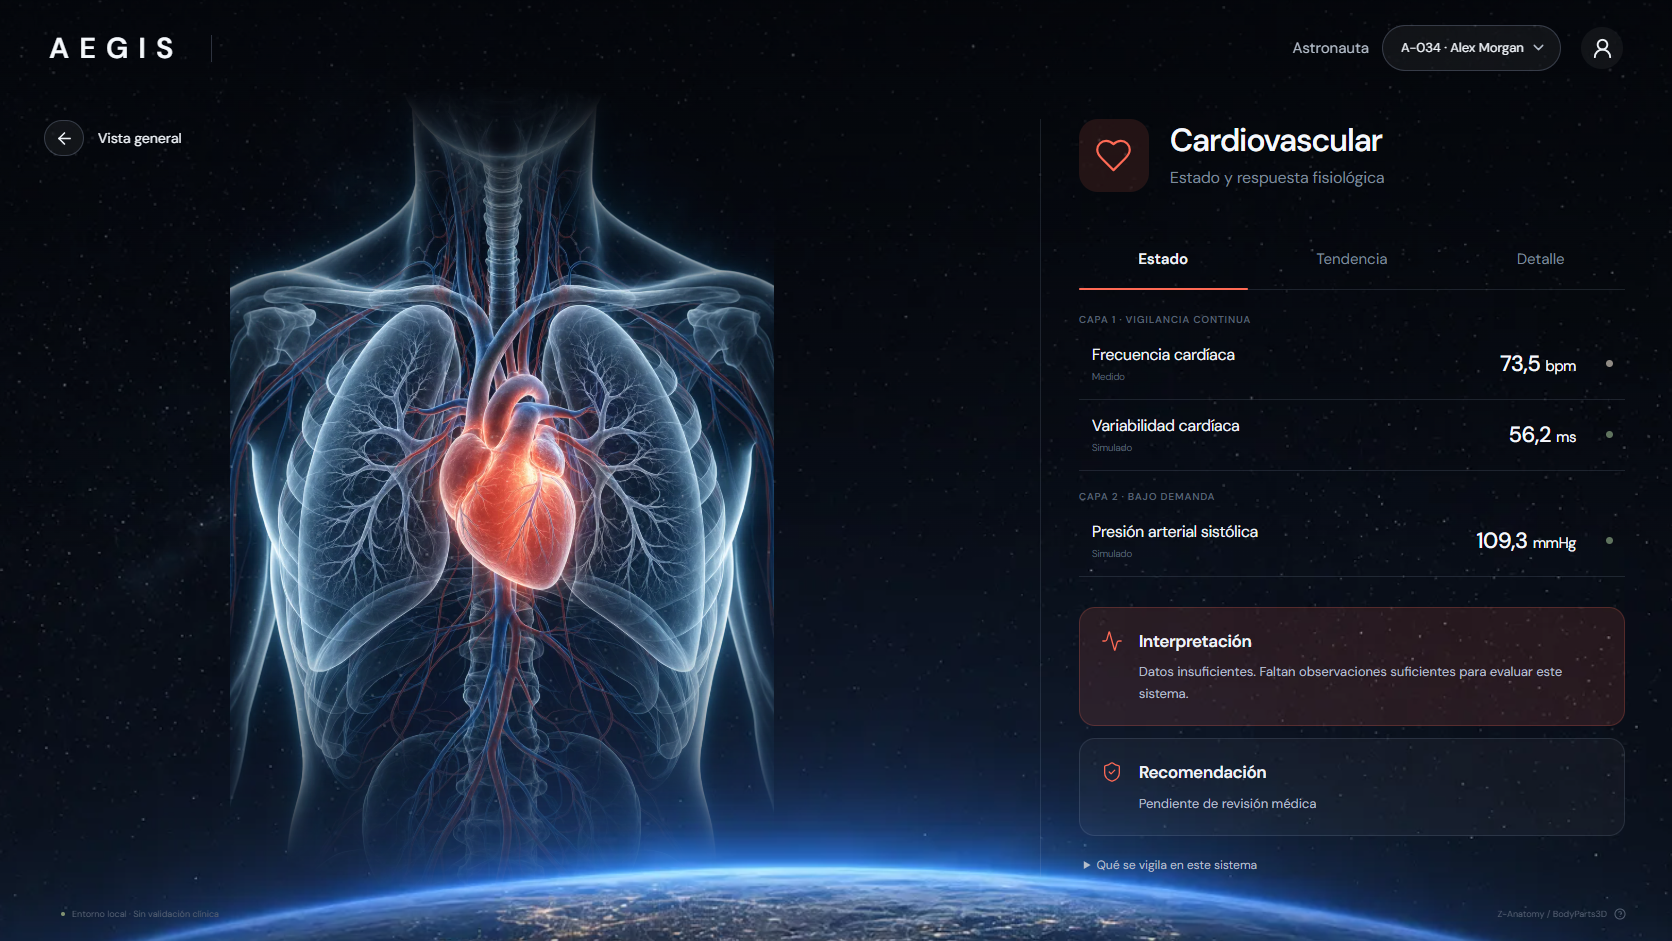 AEGIS
Astronauta
A-034 · Alex Morgan
Vista general
Cardiovascular
Estado y respuesta fisiológica
Estado
Tendencia
Detalle
CAPA 1 · VIGILANCIA CONTINUA
Frecuencia cardíaca
73,5 bpm
Medido
Variabilidad cardíaca
56,2 ms
Simulado
CAPA 2 · BAJO DEMANDA
Presión arterial sistólica
109,3 mmHg
Simulado
Interpretación
Datos insuficientes. Faltan observaciones suficientes para evaluar este
sistema.
Recomendación
Pendiente de revisión médica
Qué se vigila en este sistema
Entorno local · Sin validación clínica
Z-Anatomy / BodyParts3D